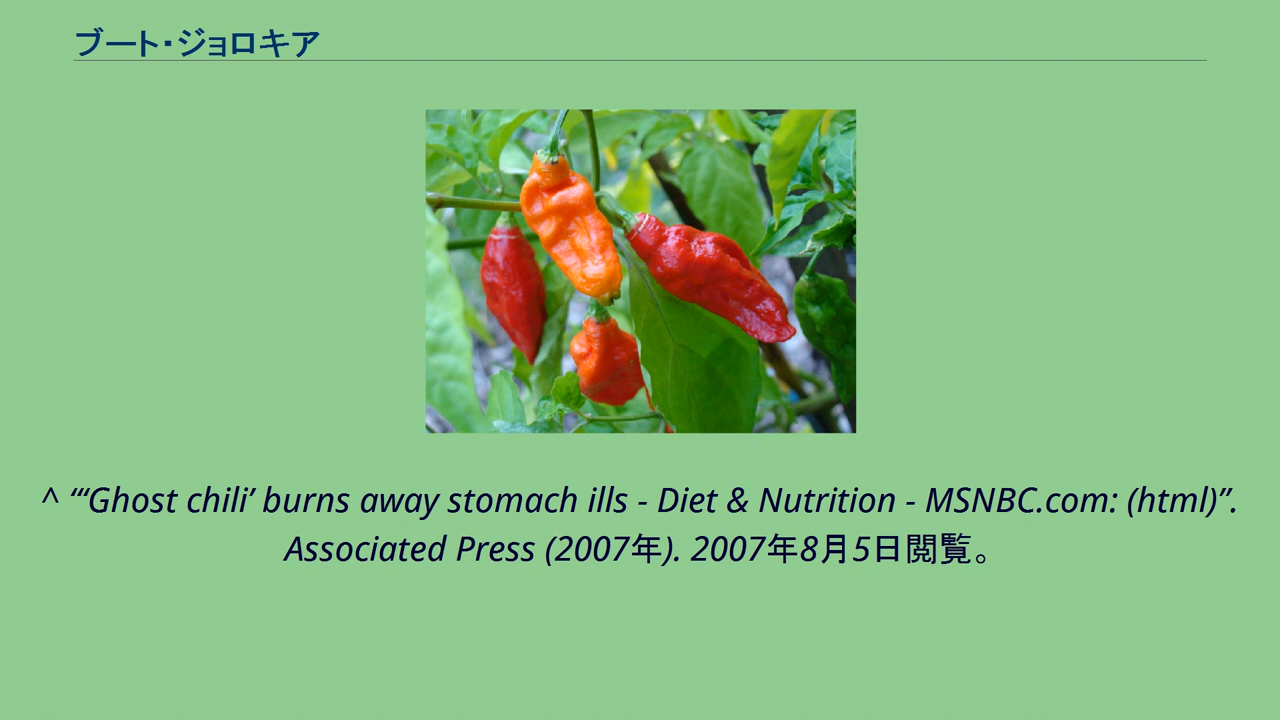 ブート・ジョロキア
^ “‘Ghost chili’ burns away stomach ills - Diet & Nutrition - MSNBC.com: (html)”.
Associated Press (2007年). 2007年8月5日閲覧。